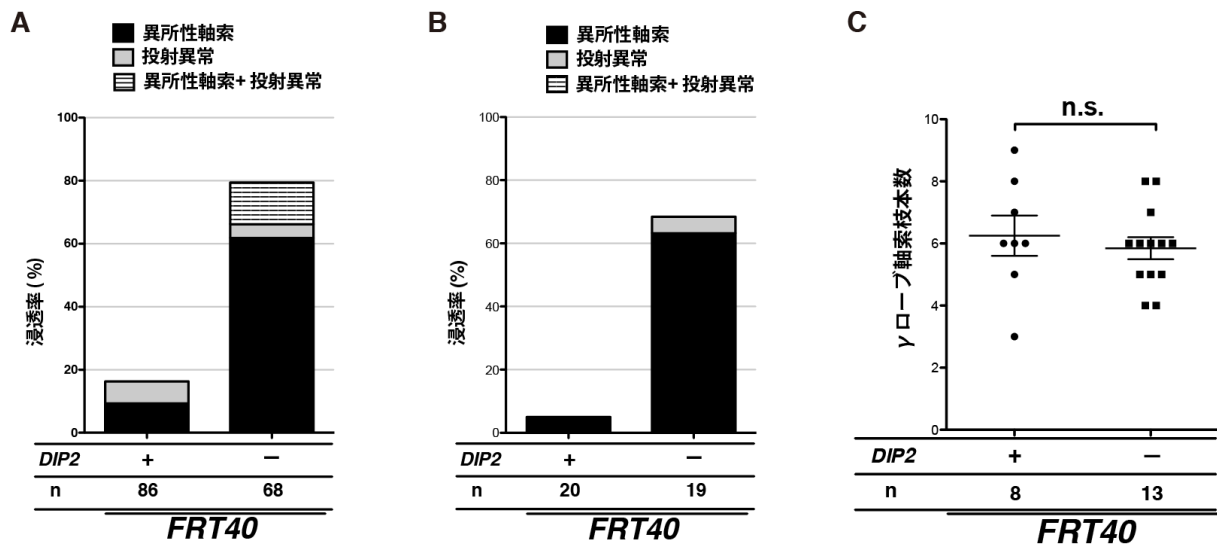 A
異所性軸索
投射異常
異所性軸索+ 投射異常
浸透率 (%)
100
80
60
40
20
0
DIP2 + −
n 86 68
FRT40
B
異所性軸索
投射異常
異所性軸索+ 投射異常
浸透率 (%)
100
80
60
40
20
0
DIP2 + −
n 20 19
FRT40
C
n.s.
γ ローブ軸索枝本数
10
8
6
4
2
0
DIP2 + −
n 8 13
FRT40